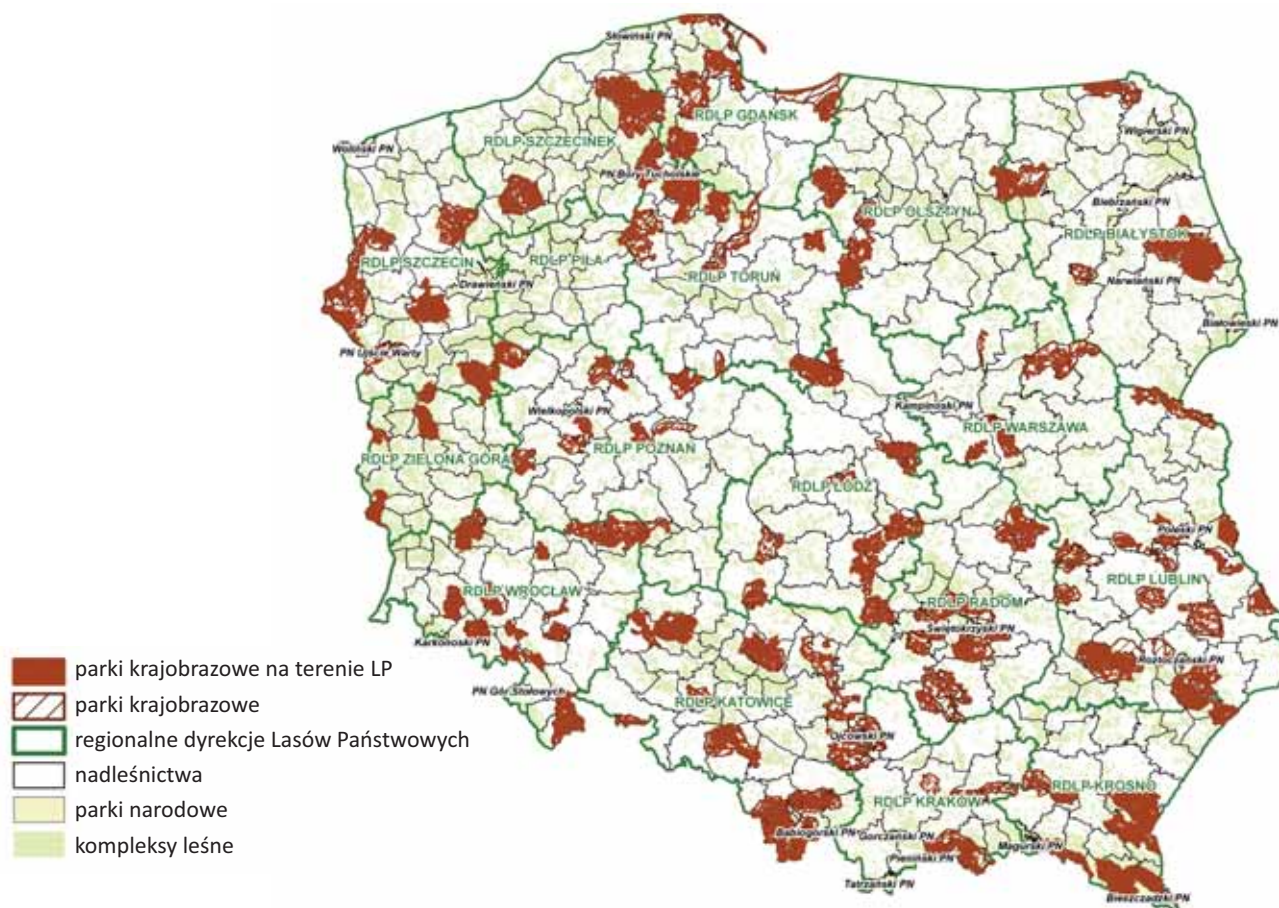 Słowiński PN
RDLP GDAŃSK
Wigierski PN
RDLP SZCZECINEK
Woliński PN
PN Bory Tucholskie
Biebrzański PN
RDLP OLSZTYN
RDLP BIAŁYSTOK
RDLP SZCZECIN
RDLP PIŁA
RDLP TORUŃ
Drawieński PN
Narwiański PN
Białowieski PN
PN Ujście Warty
Kampinoski PN
Wielkopolski PN
RDLP WARSZAWA
RDLP POZNAŃ
RDLP ZIELONA GÓRA
RDLP ŁÓDŹ
Poleski PN
RDLP LUBLIN
RDLP WROCŁAW
RDLP RADOM
Świętokrzyski PN
Karkonoski PN
Roztoczański PN
PN Gór Stołowych
RDLP KATOWICE
Ojcowski PN
RDLP KROSNO
RDLP KRAKÓW
Babiogórski PN
Gorczański PN
Magurski PN
Pieniński PN
Tatrzański PN
Bieszczadzki PN
parki krajobrazowe na terenie LP
parki krajobrazowe
regionalne dyrekcje Lasów Państwowych
nadleśnictwa
parki narodowe
kompleksy leśne